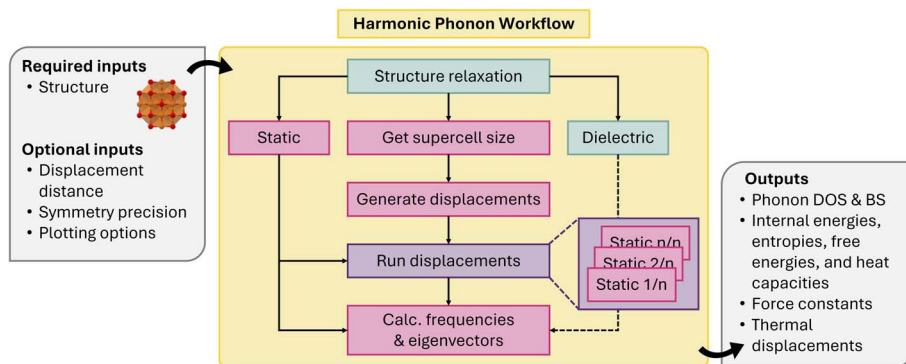 Harmonic Phonon Workflow
Required inputs
• Structure
Optional inputs
• Displacement
distance
• Symmetry precision
• Plotting options
Structure relaxation
Static
Get supercell size
Dielectric
Generate displacements
Run displacements
Static n/n
Static 2/n
Static 1/n
Calc. frequencies
& eigenvectors
Outputs
• Phonon DOS & BS
• Internal energies,
entropies, free
energies, and heat
capacities
• Force constants
• Thermal
displacements